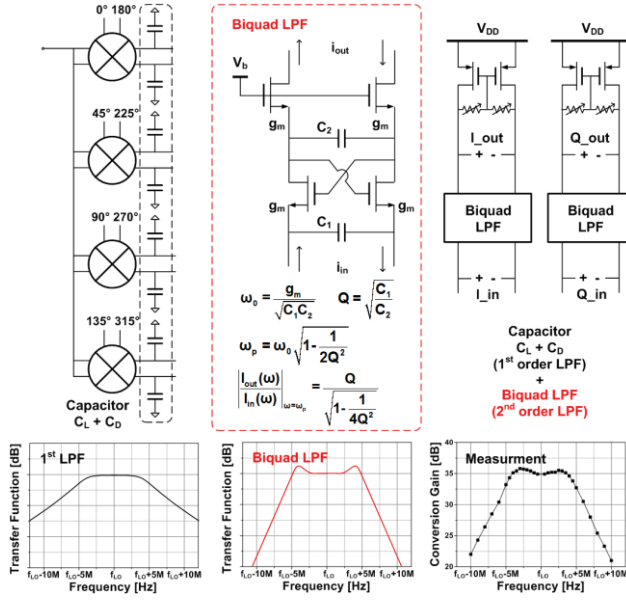 0° 180°
45° 225°
90° 270°
135° 315°
Capacitor
C_L + C_D
Biquad LPF
i_out
V_b
g_m
g_m
C_2
g_m
g_m
C_1
i_in
ω_0 = g_m / √(C_1C_2)
Q = √(C_1 / C_2)
ω_p = ω_0 √(1- 1 / 2Q²)
|I_out(ω) / I_in(ω)|_ω=ω_p = Q / √(1- 1 / 4Q²)
V_DD
V_DD
I_out
Q_out
+ -
+ -
Biquad
LPF
Biquad
LPF
+ -
+ -
I_in
Q_in
Capacitor
C_L + C_D
(1st order LPF)
+
Biquad LPF
(2nd order LPF)
1st LPF
Transfer Function [dB]
f_LO-10M f_LO-5M f_LO f_LO+5M f_LO+10M
Frequency [Hz]
Biquad LPF
Transfer Function [dB]
f_LO-10M f_LO-5M f_LO f_LO+5M f_LO+10M
Frequency [Hz]
Measurment
Conversion Gain [dB]
40
35
30
25
20
f_LO-10M f_LO-5M f_LO f_LO+5M f_LO+10M
Frequency [Hz]